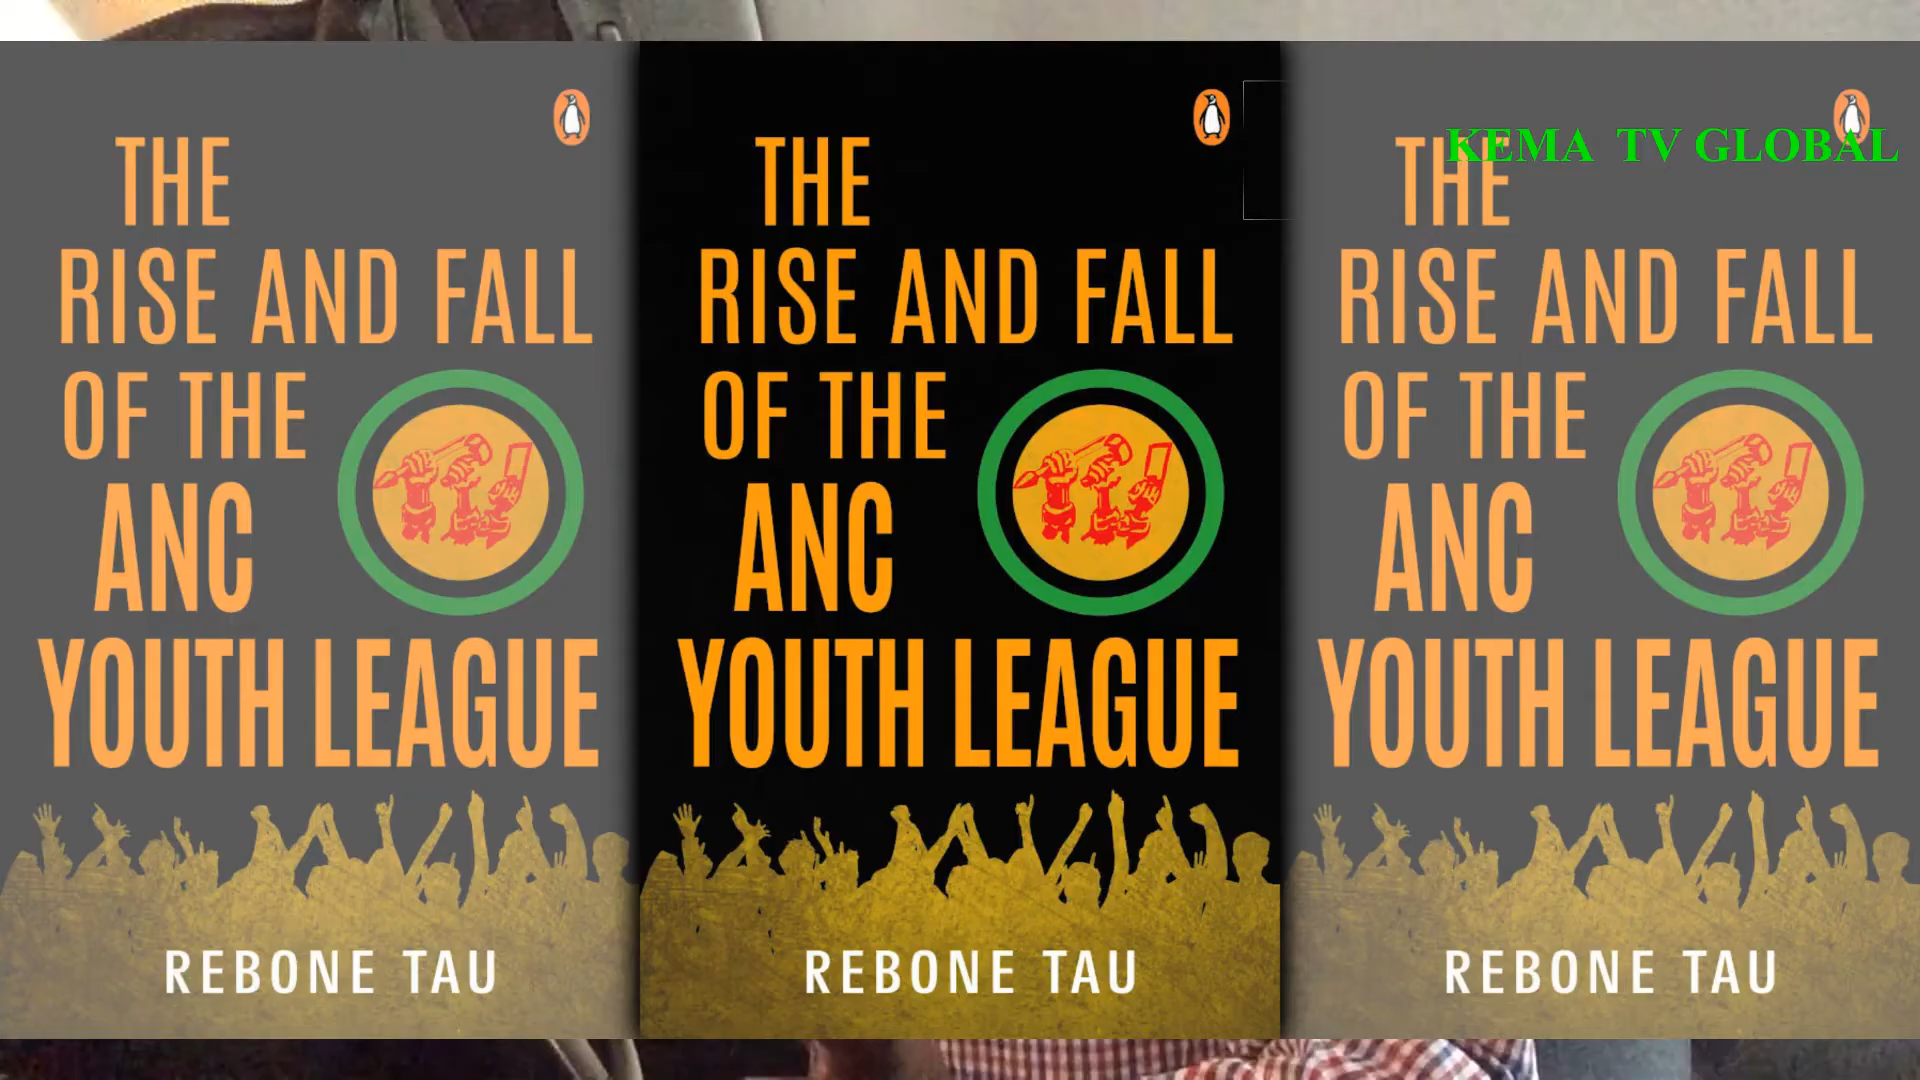 THE
RISE AND FALL
OF THE
ANC
YOUTH LEAGUE
REBONE TAU
THE
RISE AND FALL
OF THE
ANC
YOUTH LEAGUE
REBONE TAU
KEMA TV GLOBAL
THE
RISE AND FALL
OF THE
ANC
YOUTH LEAGUE
REBONE TAU